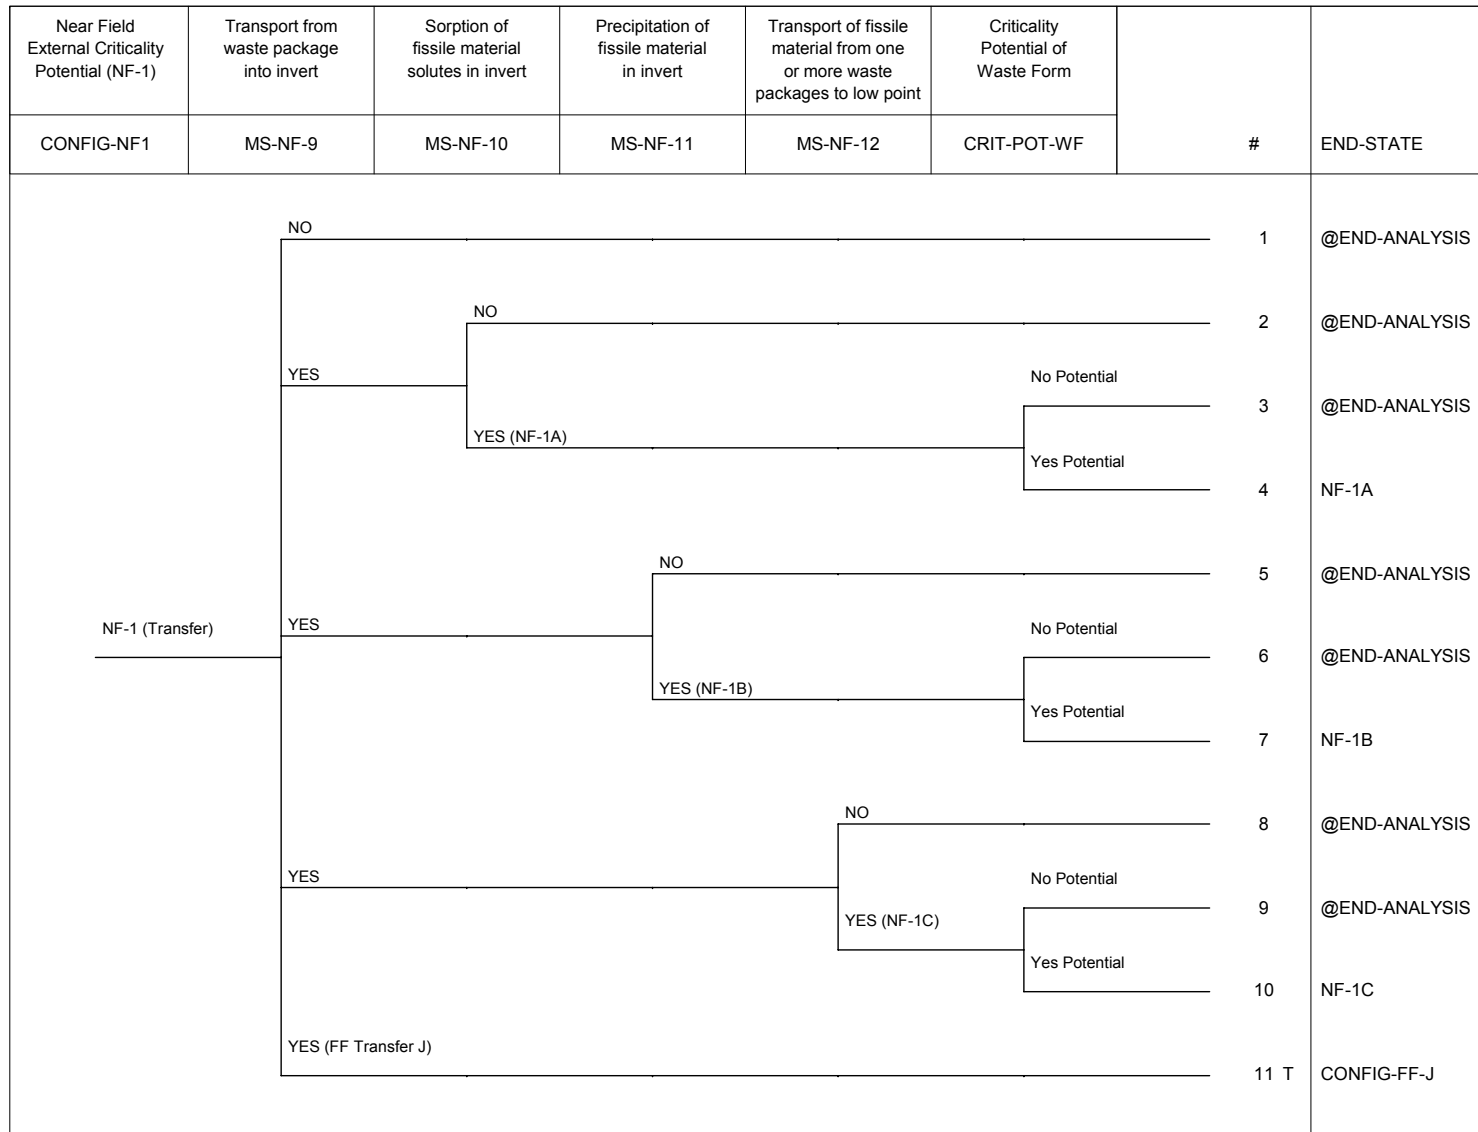 Near Field
External Criticality
Potential (NF-1)
Transport from
waste package
into invert
Sorption of
fissile material
solutes in invert
Precipitation of
fissile material
in invert
Transport of fissile
material from one
or more waste
packages to low point
Criticality
Potential of
Waste Form
CONFIG-NF1
MS-NF-9
MS-NF-10
MS-NF-11
MS-NF-12
CRIT-POT-WF
#
END-STATE
NO
1
@END-ANALYSIS
NO
2
@END-ANALYSIS
YES
No Potential
3
@END-ANALYSIS
YES (NF-1A)
Yes Potential
4
NF-1A
NO
5
@END-ANALYSIS
NF-1 (Transfer)
YES
No Potential
6
@END-ANALYSIS
YES (NF-1B)
Yes Potential
7
NF-1B
NO
8
@END-ANALYSIS
YES
No Potential
9
@END-ANALYSIS
YES (NF-1C)
Yes Potential
10
NF-1C
YES (FF Transfer J)
11 T
CONFIG-FF-J